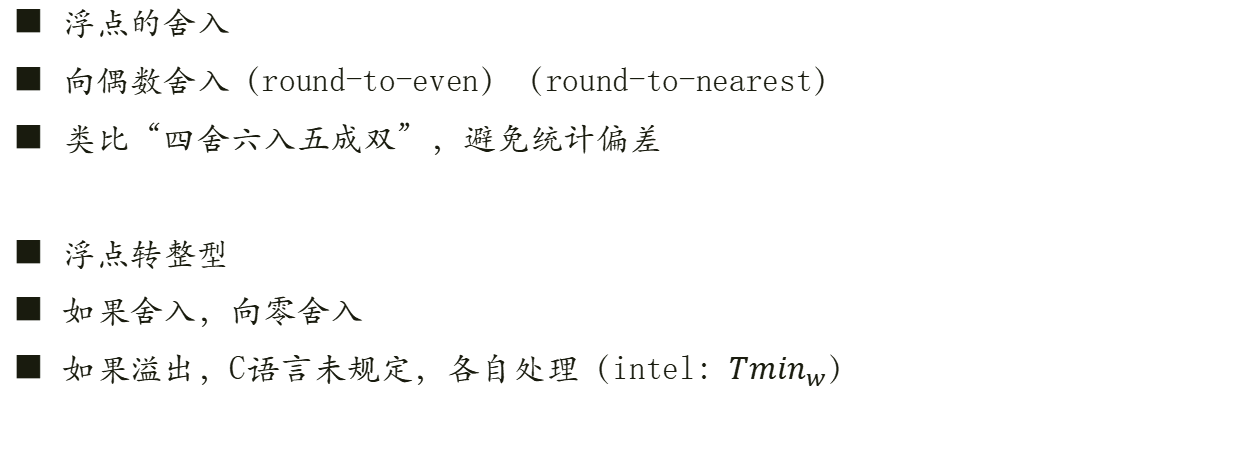 ■ 浮点的舍入
■ 向偶数舍入（round-to-even）（round-to-nearest）
■ 类比“四舍六入五成双”，避免统计偏差
■ 浮点转整型
■ 如果舍入，向零舍入
■ 如果溢出，C语言未规定，各自处理（intel：Tmin_w）